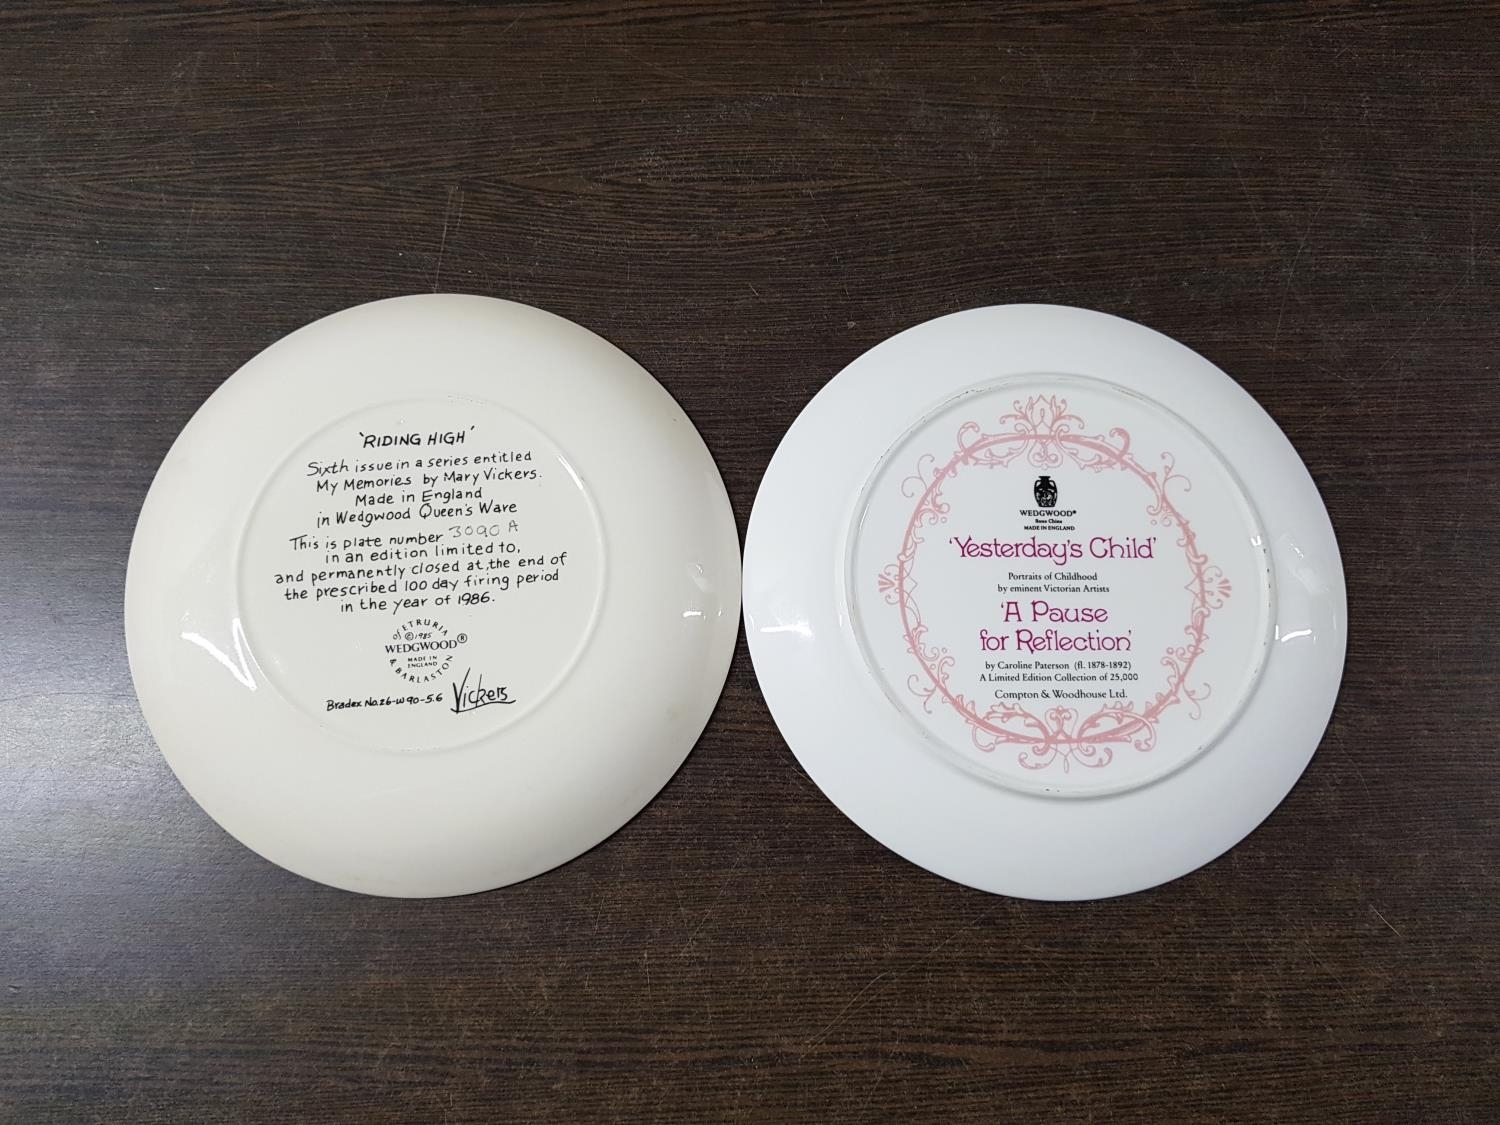 'RIDING HIGH'
Sixth issue in a series entitled
My Memories by Mary Vickers.
Made in England
in Wedgwood Queen's Ware
This is plate number 3090 A
in an edition limited to,
and permanently closed at the end of
the prescribed 100 day firing period
in the year of 1986.
of ETRURIA
© 1985
WEDGWOOD®
MADE IN
ENGLAND
& BARLASTON
Bradex No.26-W90-5.6 Vickers
WEDGWOOD®
Bone China
MADE IN ENGLAND
'Yesterday's Child'
Portraits of Childhood
by eminent Victorian Artists
'A Pause
for Reflection'
by Caroline Paterson (fl. 1878-1892)
A Limited Edition Collection of 25,000
Compton & Woodhouse Ltd.